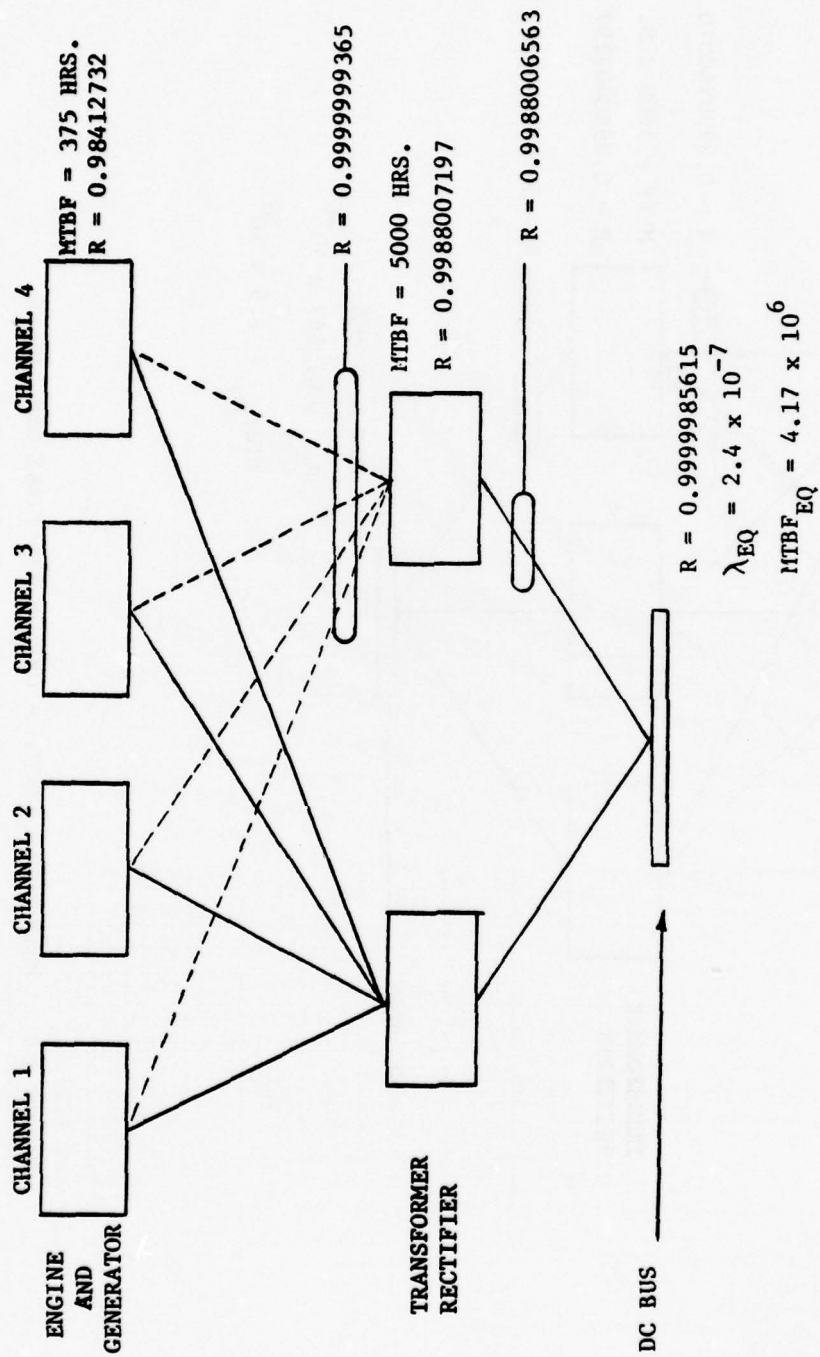 CHANNEL 1
CHANNEL 2
CHANNEL 3
CHANNEL 4
ENGINE
AND
GENERATOR
MTBF = 375 HRS.
R = 0.98412732
R = 0.9999999365
TRANSFORMER
RECTIFIER
MTBF = 5000 HRS.
R = 0.9988007197
R = 0.9988006563
DC BUS
R = 0.9999985615
λEQ = 2.4 x 10⁻⁷
MTBFEQ = 4.17 x 10⁶